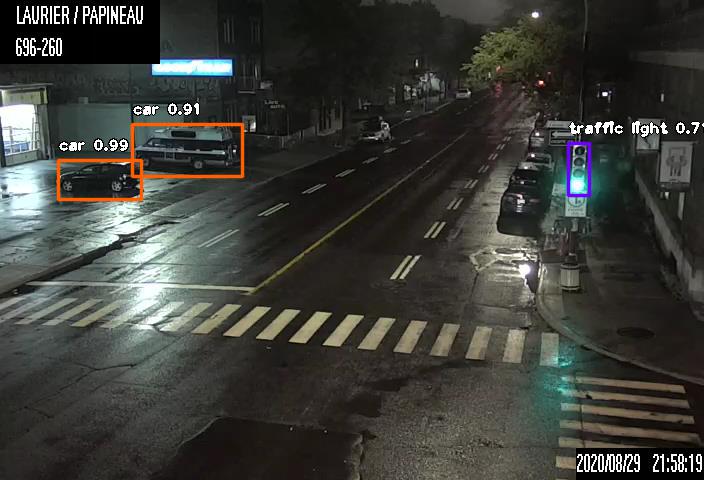 LAURIER / PAPINEAU
696-260
car 0.91
car 0.99
traffic light 0.7
2020/08/29 21:58:19